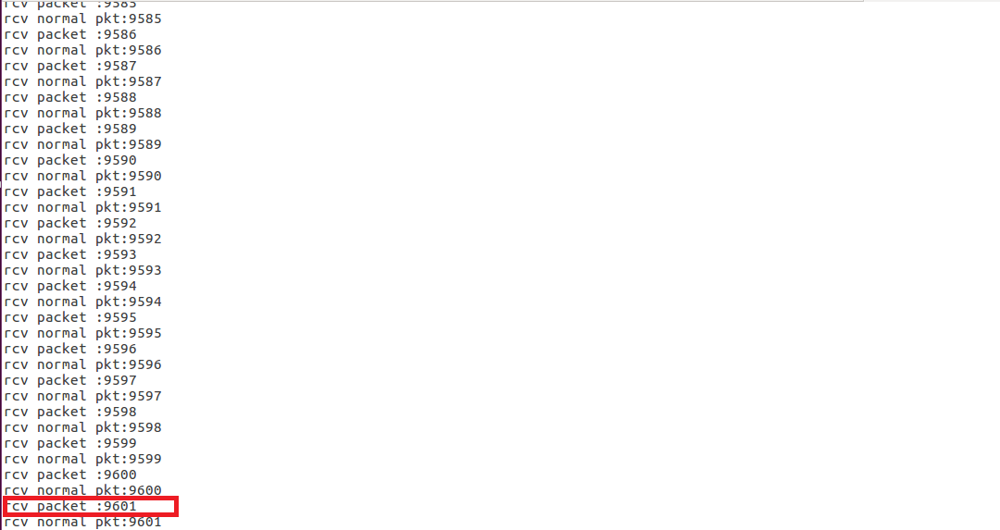 rcv packet :9585
rcv normal pkt:9585
rcv packet :9586
rcv normal pkt:9586
rcv packet :9587
rcv normal pkt:9587
rcv packet :9588
rcv normal pkt:9588
rcv packet :9589
rcv normal pkt:9589
rcv packet :9590
rcv normal pkt:9590
rcv packet :9591
rcv normal pkt:9591
rcv packet :9592
rcv normal pkt:9592
rcv packet :9593
rcv normal pkt:9593
rcv packet :9594
rcv normal pkt:9594
rcv packet :9595
rcv normal pkt:9595
rcv packet :9596
rcv normal pkt:9596
rcv packet :9597
rcv normal pkt:9597
rcv packet :9598
rcv normal pkt:9598
rcv packet :9599
rcv normal pkt:9599
rcv packet :9600
rcv normal pkt:9600
rcv packet :9601
rcv normal pkt:9601